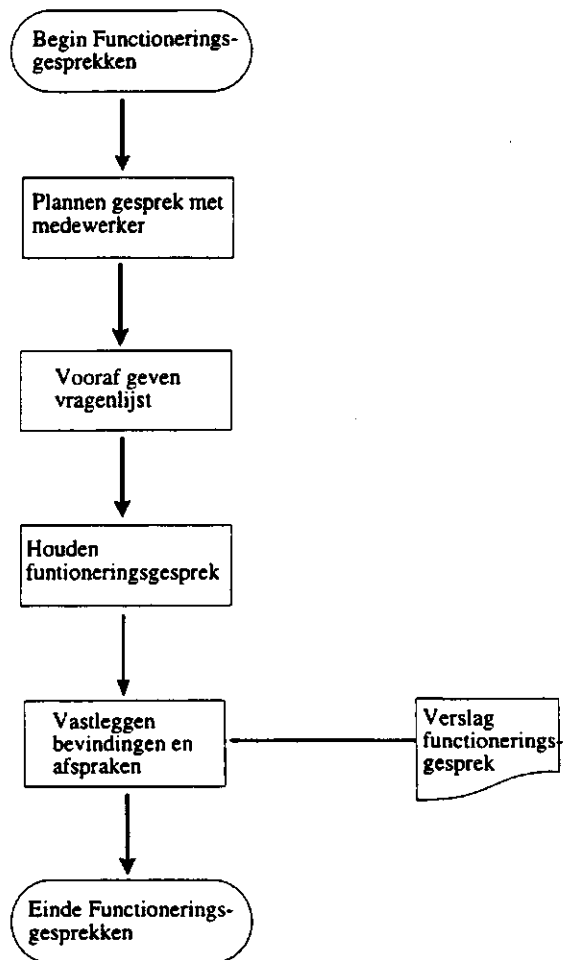 Begin Functionerings-
gesprekken
Plannen gesprek met
medewerker
Vooraf geven
vragenlijst
Houden
funtioneringsgesprek
Vastleggen
bevindingen en
afspraken
Verslag
functionerings-
gesprek
Einde Functionerings-
gesprekken